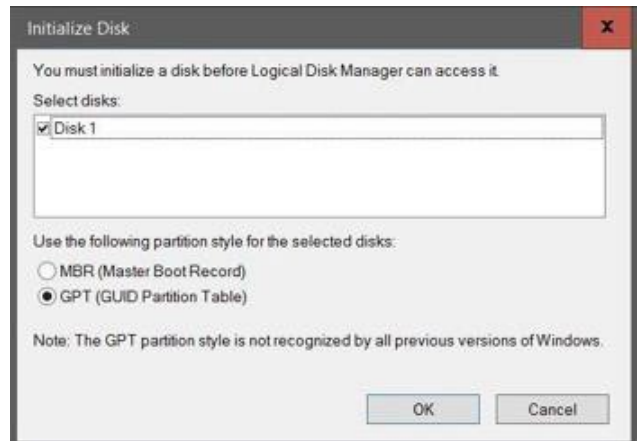 Initialize Disk
You must initialize a disk before Logical Disk Manager can access it.
Select disks:
Disk 1
Use the following partition style for the selected disks:
MBR (Master Boot Record)
GPT (GUID Partition Table)
Note: The GPT partition style is not recognized by all previous versions of Windows.
OK Cancel